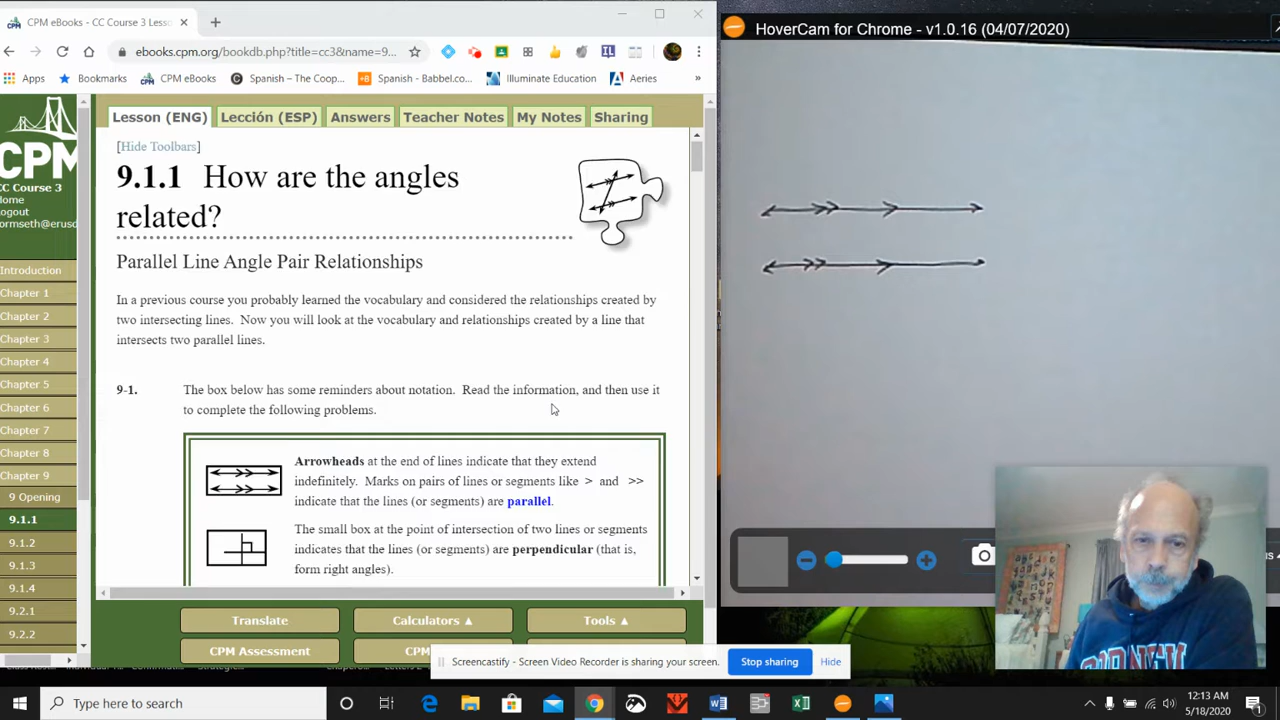 CPM eBooks - CC Course 3 Lesso
ebooks.cpm.org/bookdb.php?title=cc3&name=9...
Apps
Bookmarks
CPM eBooks
Spanish – The Coop...
Spanish - Babbel.co...
Illuminate Education
Aeries
»
HoverCam for Chrome - v1.0.16 (04/07/2020)
CPM
CC Course 3
Home
Logout
Introduction
Chapter 1
Chapter 2
Chapter 3
Chapter 4
Chapter 5
Chapter 6
Chapter 7
Chapter 8
Chapter 9
9 Opening
9.1.1
9.1.2
9.1.3
9.1.4
9.2.1
9.2.2
Lesson (ENG)
Lección (ESP)
Answers
Teacher Notes
My Notes
Sharing
[Hide Toolbars]
9.1.1 How are the angles
related?
Parallel Line Angle Pair Relationships
In a previous course you probably learned the vocabulary and considered the relationships created by
two intersecting lines. Now you will look at the vocabulary and relationships created by a line that
intersects two parallel lines.
9-1. The box below has some reminders about notation. Read the information, and then use it
to complete the following problems.
Arrowheads at the end of lines indicate that they extend
indefinitely. Marks on pairs of lines or segments like > and >>
indicate that the lines (or segments) are parallel.
The small box at the point of intersection of two lines or segments
indicates that the lines (or segments) are perpendicular (that is,
form right angles).
Translate
Calculators ▲
Tools ▲
CPM Assessment
CPM
Screencastify - Screen Video Recorder is sharing your screen.
Stop sharing
Hide
Type here to search
12:13 AM
5/18/2020